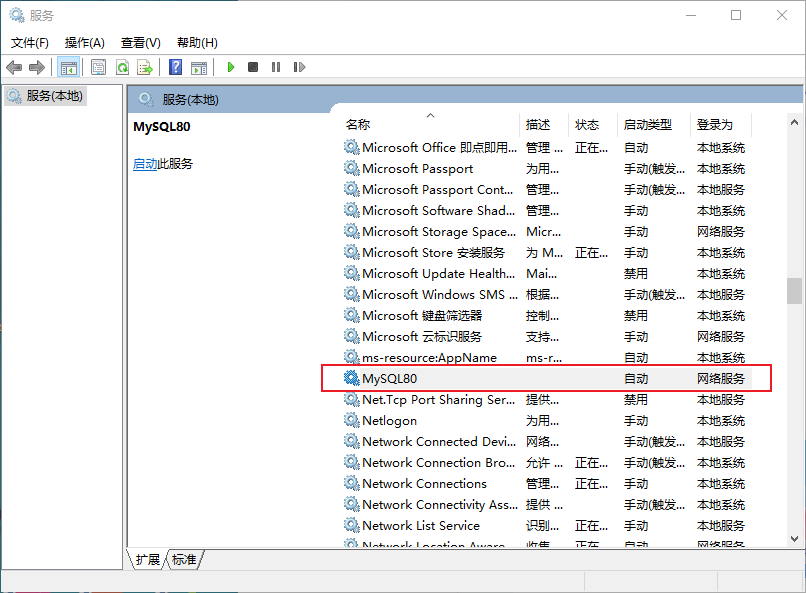 服务
文件(F) 操作(A) 查看(V) 帮助(H)
服务(本地)
服务(本地)
MySQL80
启动此服务
名称 描述 状态 启动类型 登录为
Microsoft Office 即点即用... 管理 ... 正在... 自动 本地系统
Microsoft Passport 为用... 手动(触发... 本地系统
Microsoft Passport Cont... 管理... 手动(触发... 本地服务
Microsoft Software Shad... 管理... 手动 本地系统
Microsoft Storage Space... Micr... 手动 网络服务
Microsoft Store 安装服务 为 M... 正在... 手动 本地系统
Microsoft Update Health... Mai... 禁用 本地系统
Microsoft Windows SMS ... 根据... 手动(触发... 本地服务
Microsoft 键盘筛选器 控制... 禁用 本地系统
Microsoft 云标识服务 支持... 手动 网络服务
ms-resource:AppName ms-r... 自动 本地系统
MySQL80 自动 网络服务
Net.Tcp Port Sharing Ser... 提供... 禁用 本地服务
Netlogon 为用... 手动 本地系统
Network Connected Devi... 网络... 手动(触发... 本地服务
Network Connection Bro... 允许 ... 正在... 手动(触发... 本地系统
Network Connections 管理... 正在... 手动 本地系统
Network Connectivity Ass... 提供 ... 手动(触发... 本地系统
Network List Service 识别... 正在... 手动 本地服务
Network Location Aware... 收集... 正在... 自动 网络服务
扩展 标准